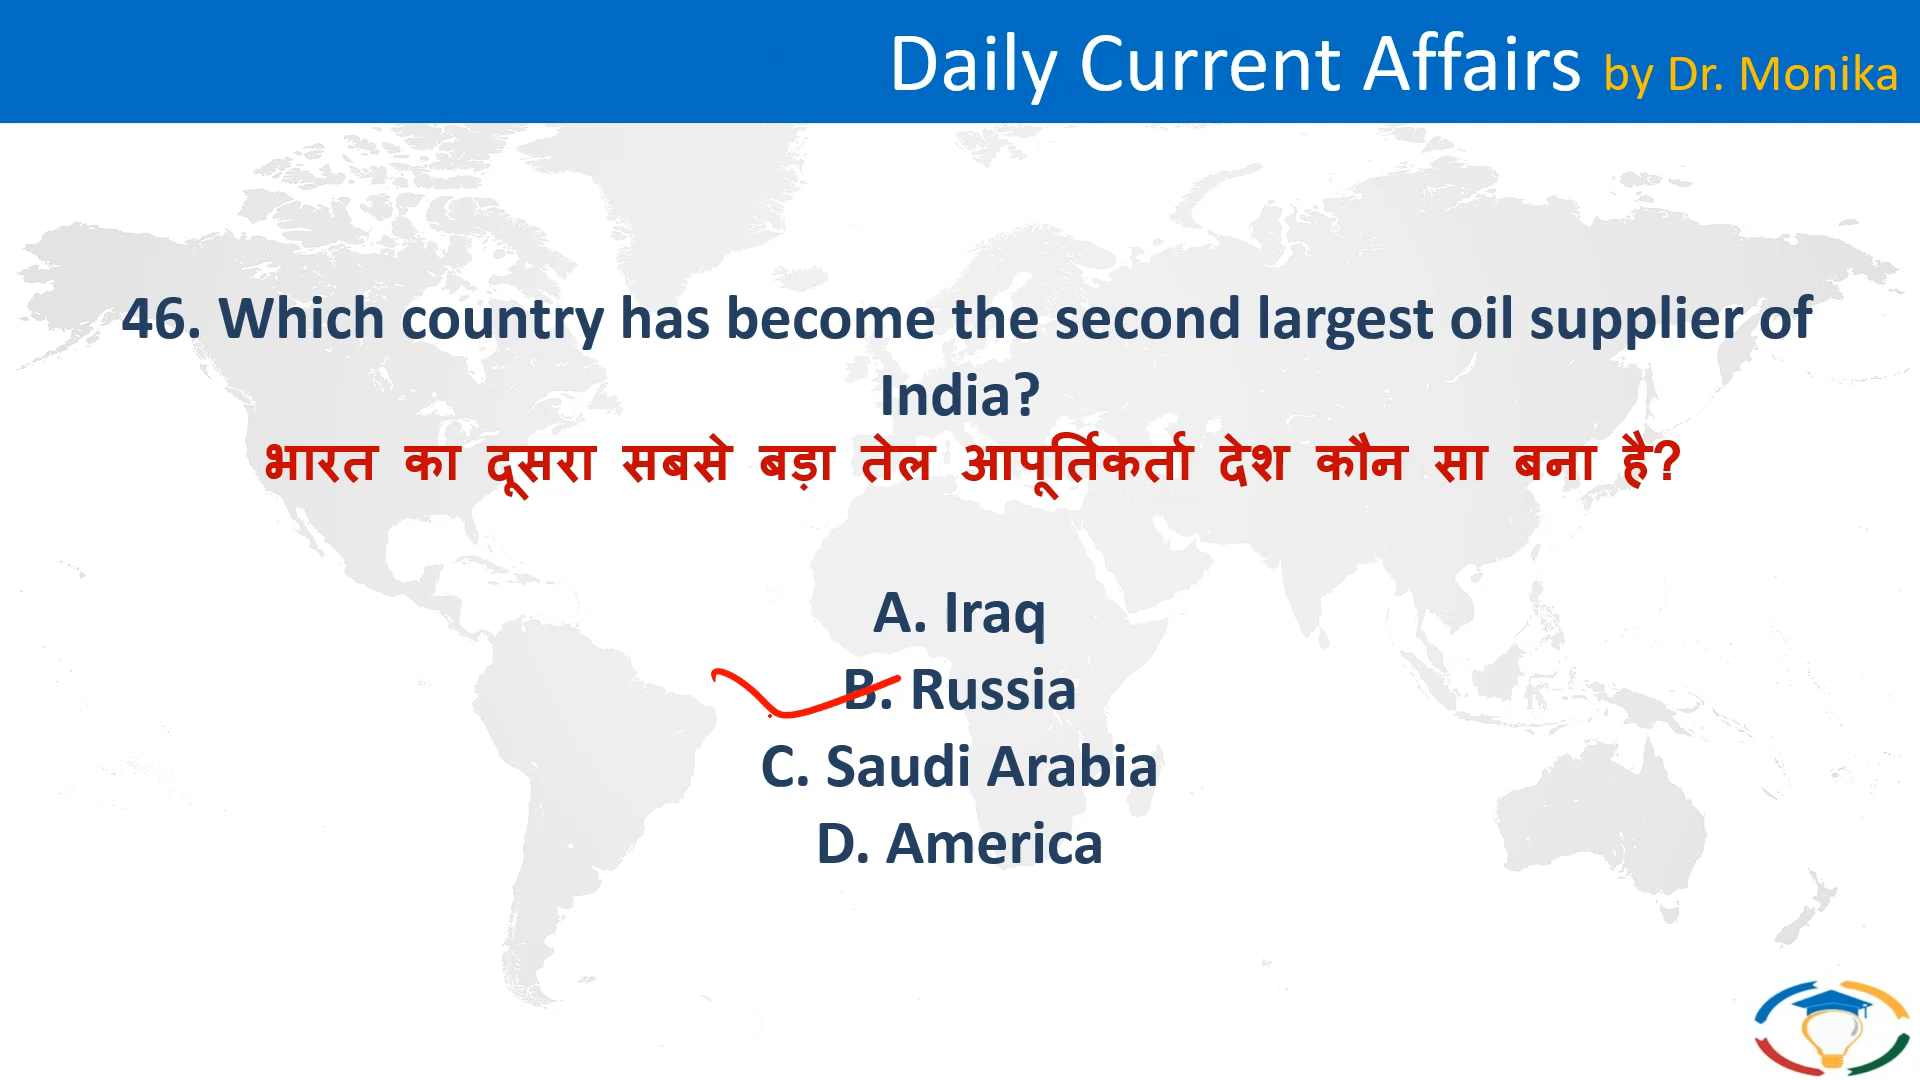 Daily Current Affairs by Dr. Monika
46. Which country has become the second largest oil supplier of
India?
भारत का दूसरा सबसे बड़ा तेल आपूर्तिकर्ता देश कौन सा बना है?
A. Iraq
B. Russia
C. Saudi Arabia
D. America